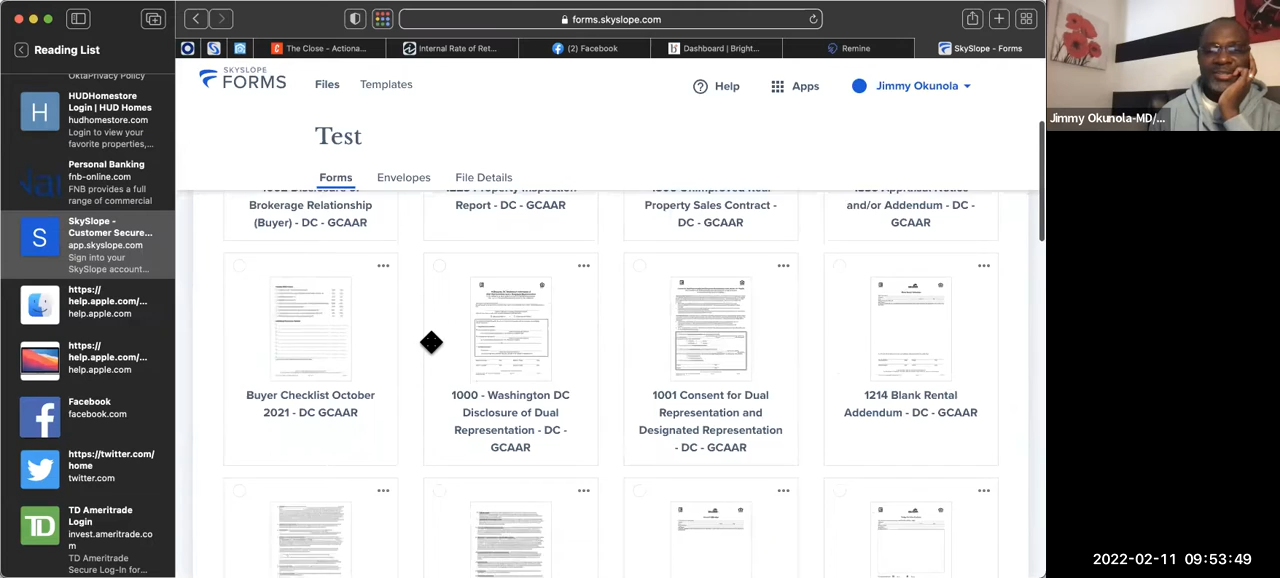 forms.skyslope.com
Reading List
The Close - Actiona...
Internal Rate of Ret...
(2) Facebook
Dashboard | Bright...
Remine
SkySlope - Forms
OktaPrivacy Policy
H
HUDHomestore
Login | HUD Homes
hudhomestore.com
Login to view your
favorite properties,...
Personal Banking
fnb-online.com
FNB provides a full
range of commercial
S
SkySlope -
Customer Secure...
app.skyslope.com
Sign into your
SkySlope account...
https://
help.apple.com/...
help.apple.com
https://
help.apple.com/...
help.apple.com
Facebook
facebook.com
https://twitter.com/
home
twitter.com
TD
TD Ameritrade
Login
invest.ameritrade.co
m
TD Ameritrade
Secure Log-In for...
SKYSLOPE
FORMS
Files
Templates
Help
Apps
Jimmy Okunola
Test
Forms
Envelopes
File Details
Brokerage Relationship
(Buyer) - DC - GCAAR
Report - DC - GCAAR
Property Sales Contract -
DC - GCAAR
and/or Addendum - DC -
GCAAR
Buyer Checklist October
2021 - DC GCAAR
1000 - Washington DC
Disclosure of Dual
Representation - DC -
GCAAR
1001 Consent for Dual
Representation and
Designated Representation
- DC - GCAAR
1214 Blank Rental
Addendum - DC - GCAAR
Jimmy Okunola-MD/...
2022-02-11 09:53:49